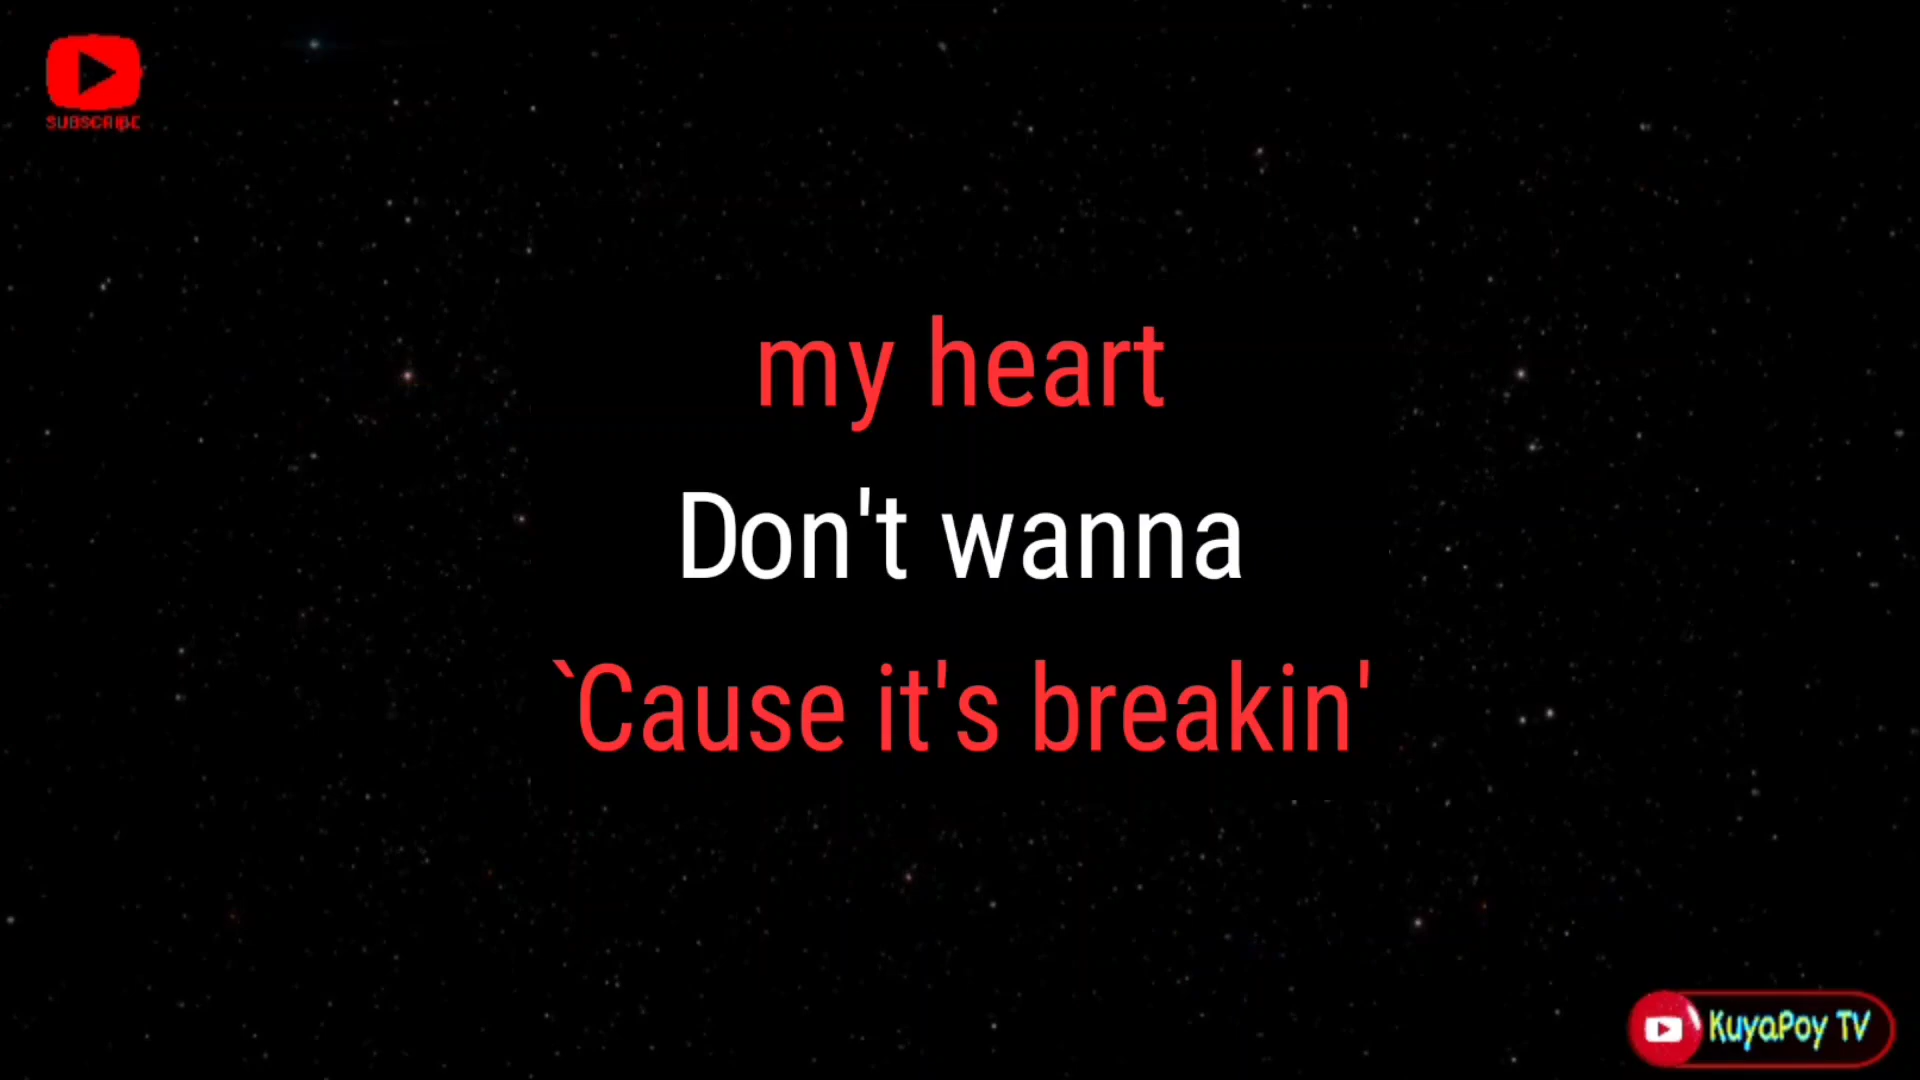 SUBSCRIBE
my heart
Don't wanna
`Cause it's breakin'
KuyaPoy TV